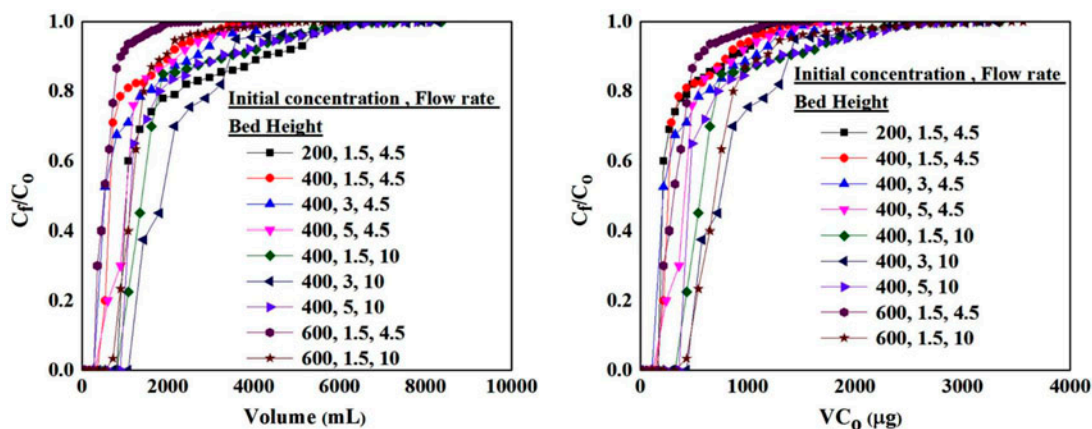 Cf/Co
1.0
0.8
0.6
0.4
0.2
0.0
0
2000
4000
6000
8000
10000
Volume (mL)
Initial concentration , Flow rate
Bed Height
200, 1.5, 4.5
400, 1.5, 4.5
400, 3, 4.5
400, 5, 4.5
400, 1.5, 10
400, 3, 10
400, 5, 10
600, 1.5, 4.5
600, 1.5, 10
Cf/Co
1.0
0.8
0.6
0.4
0.2
0.0
0
1000
2000
3000
4000
VCo (µg)
Initial concentration , Flow rate
Bed Height
200, 1.5, 4.5
400, 1.5, 4.5
400, 3, 4.5
400, 5, 4.5
400, 1.5, 10
400, 3, 10
400, 5, 10
600, 1.5, 4.5
600, 1.5, 10